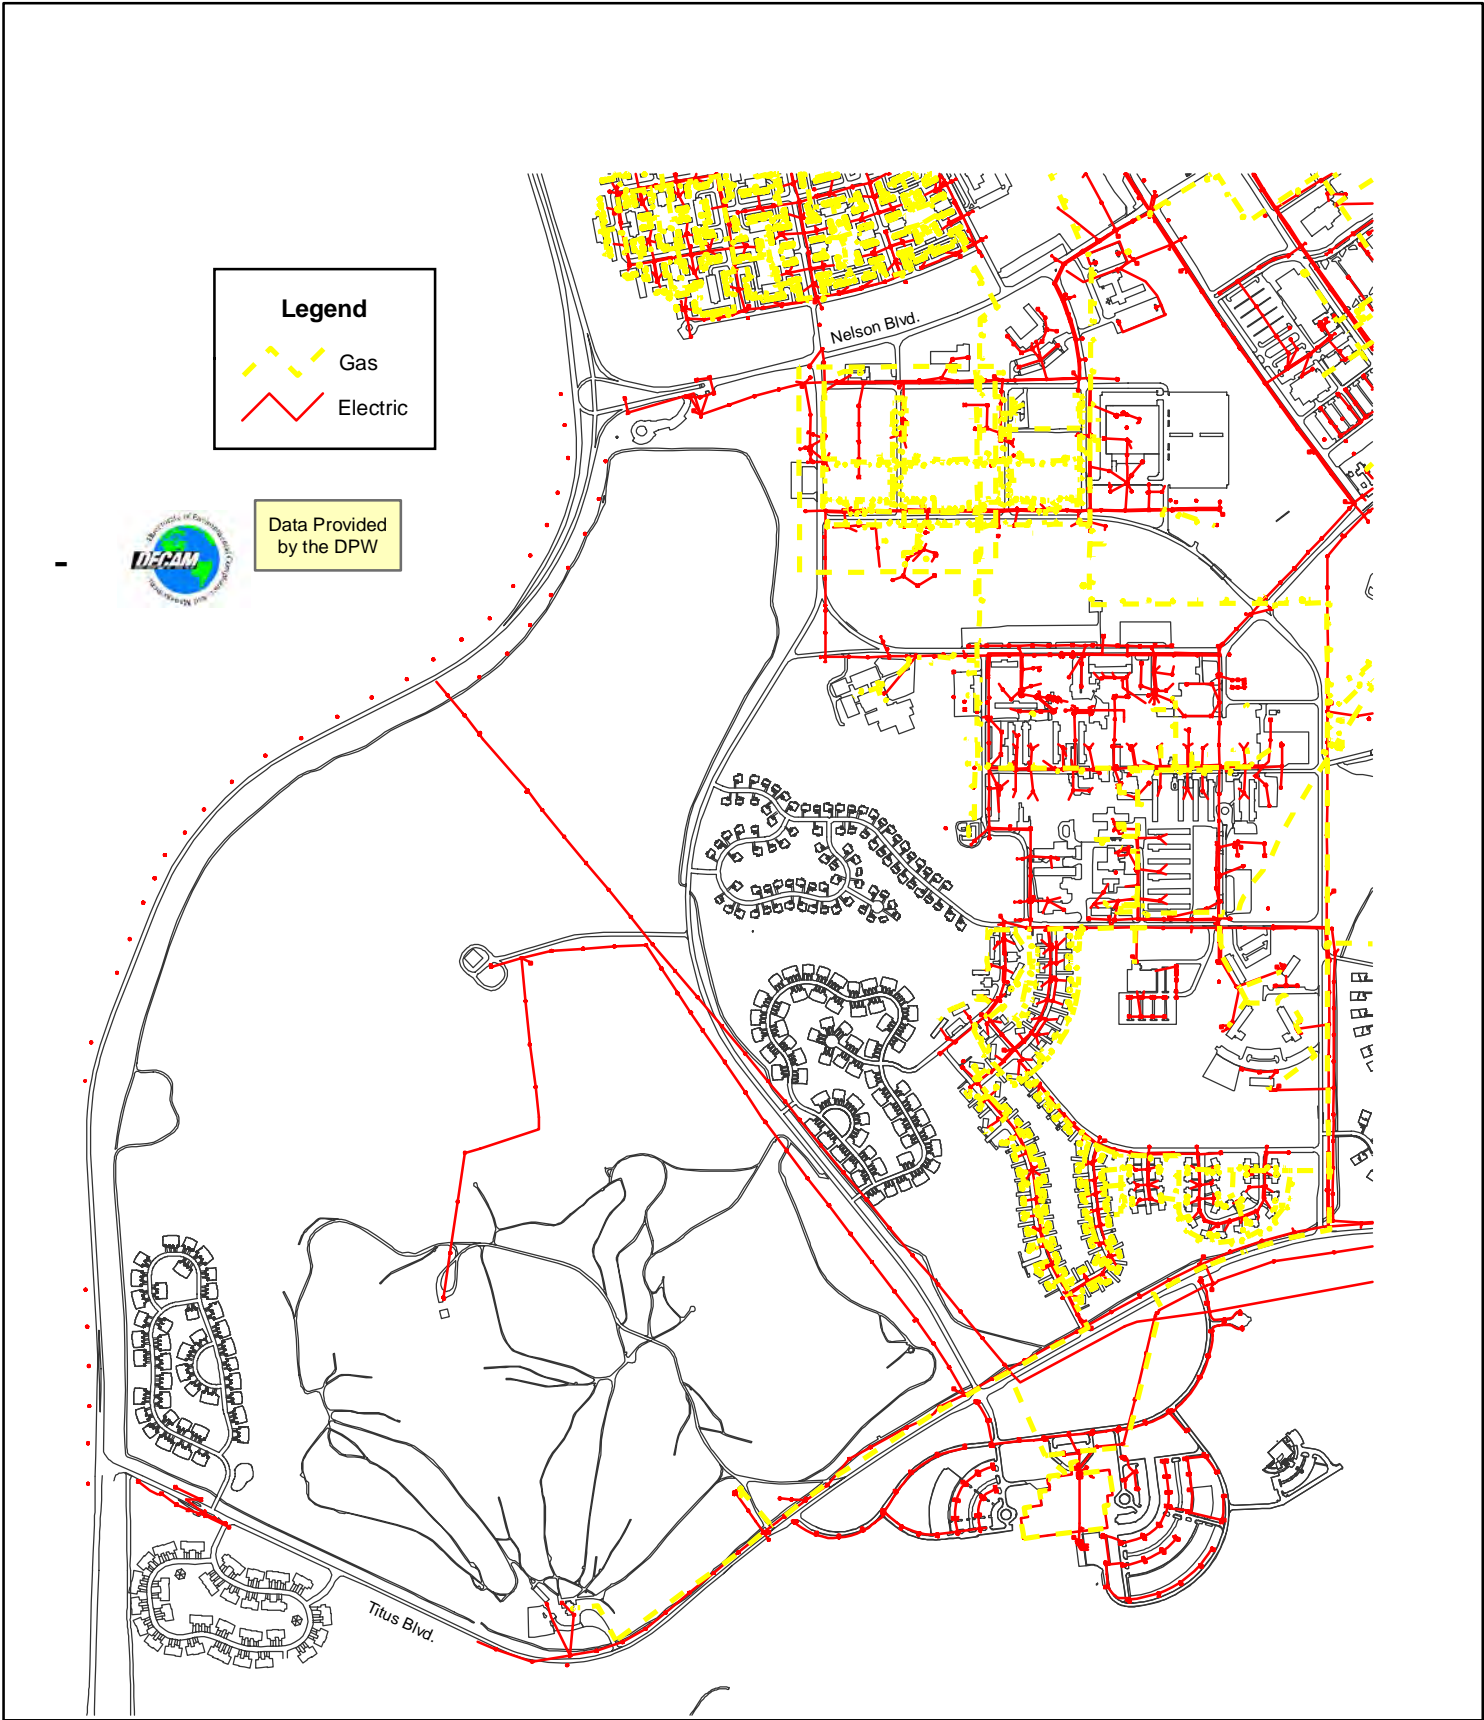 Legend
Gas
Electric
Data Provided
by the DPW
DECAM
Nelson Blvd.
Titus Blvd.